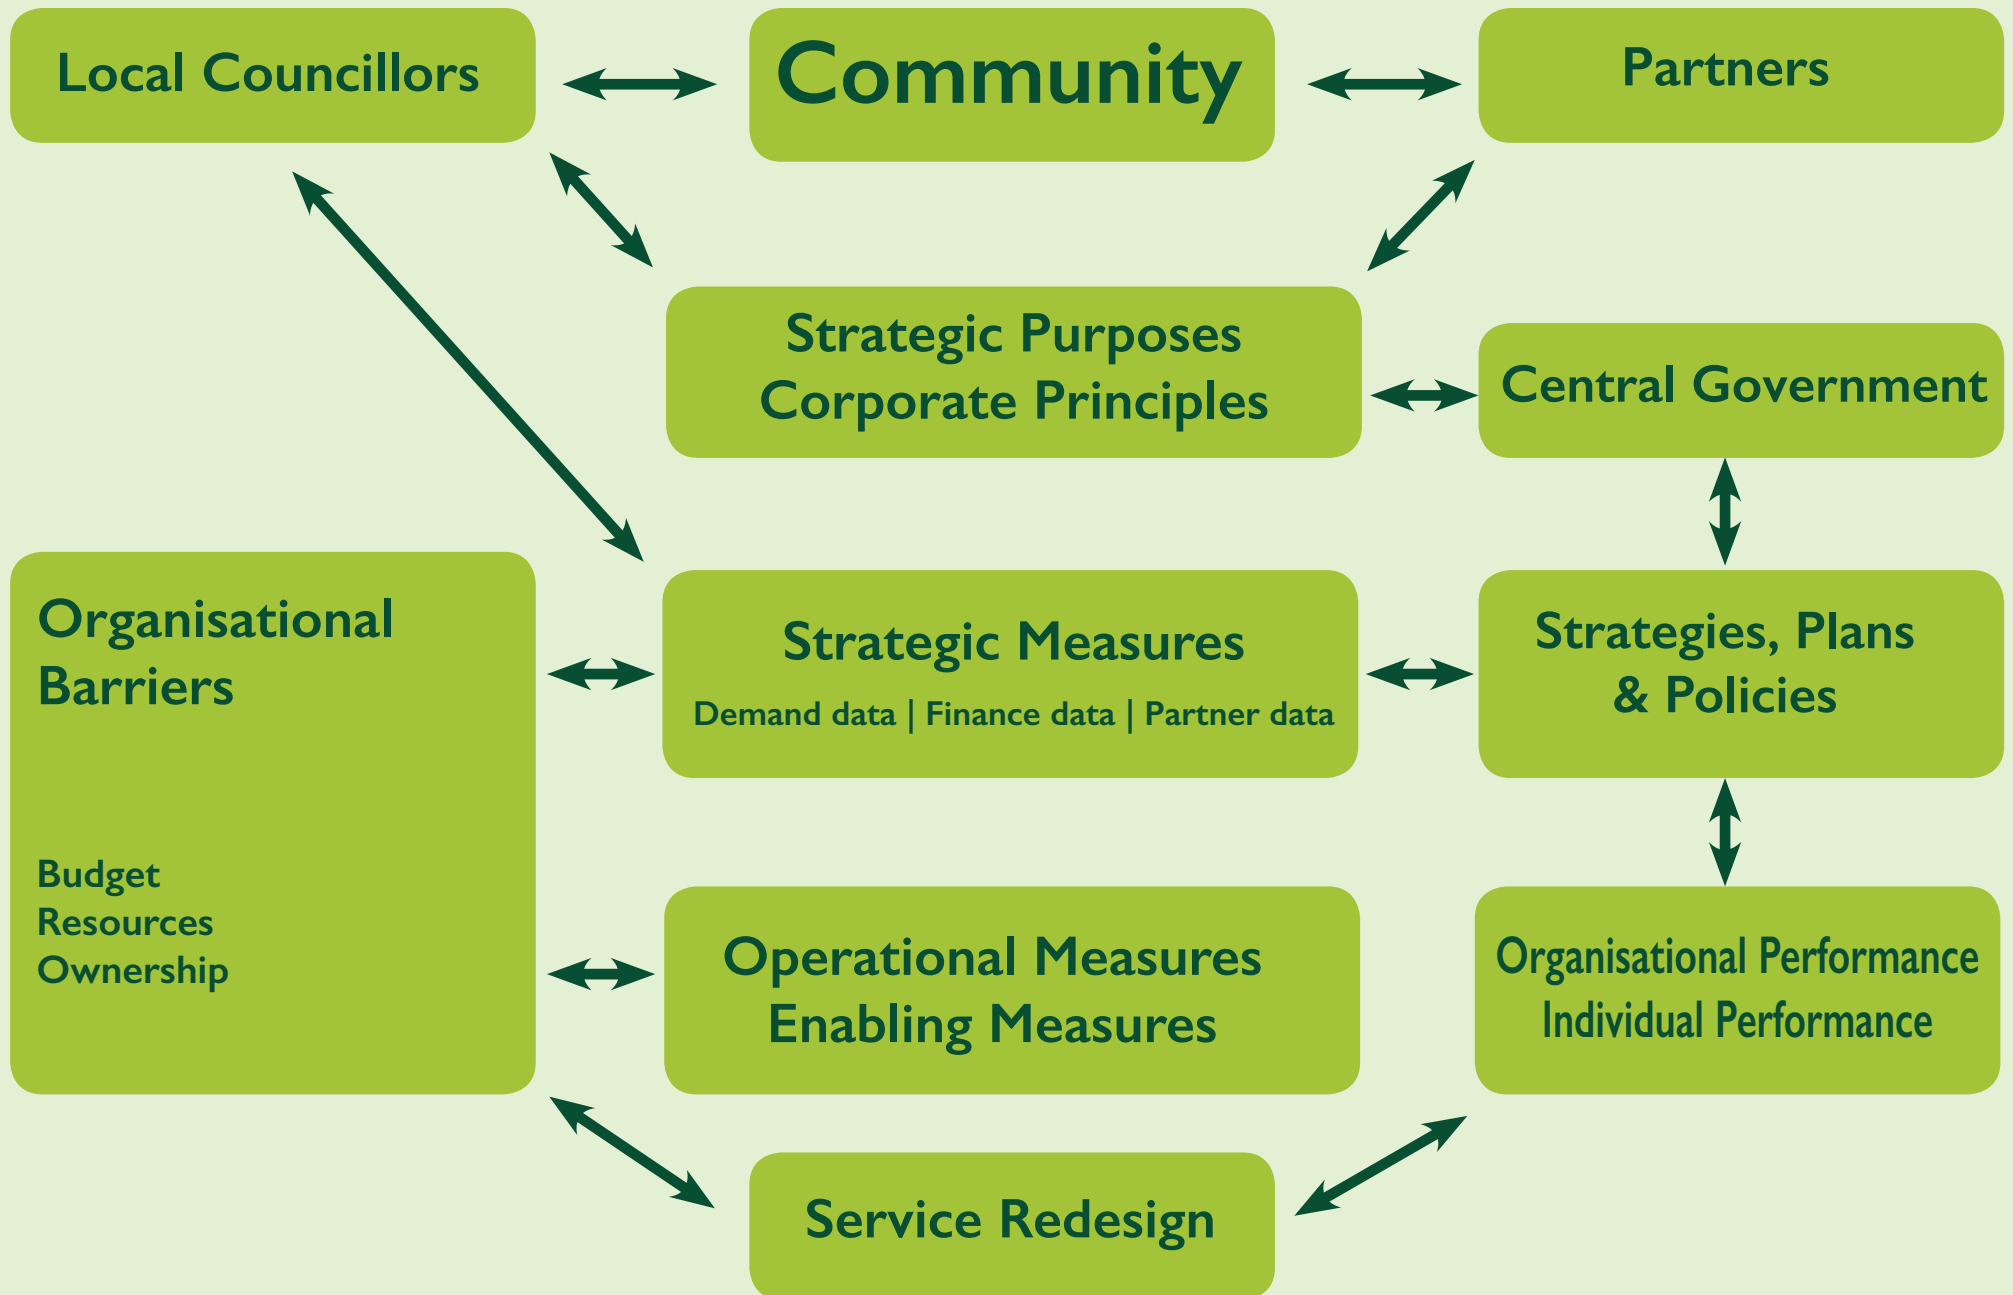 Local Councillors
Community
Partners
Strategic Purposes
Corporate Principles
Central Government
Organisational
Barriers
Budget
Resources
Ownership
Strategic Measures
Demand data | Finance data | Partner data
Strategies, Plans
& Policies
Operational Measures
Enabling Measures
Organisational Performance
Individual Performance
Service Redesign